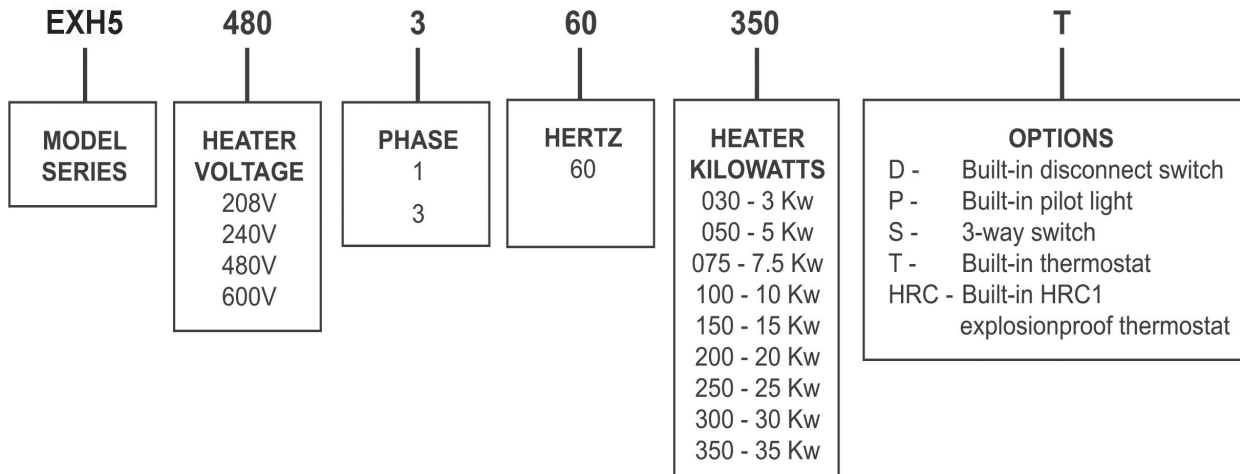 EXH5 480 3 60 350 T
MODEL
SERIES
HEATER
VOLTAGE
208V
240V
480V
600V
PHASE
1
3
HERTZ
60
HEATER
KILOWATTS
030 - 3 Kw
050 - 5 Kw
075 - 7.5 Kw
100 - 10 Kw
150 - 15 Kw
200 - 20 Kw
250 - 25 Kw
300 - 30 Kw
350 - 35 Kw
OPTIONS
D - Built-in disconnect switch
P - Built-in pilot light
S - 3-way switch
T - Built-in thermostat
HRC - Built-in HRC1
explosionproof thermostat